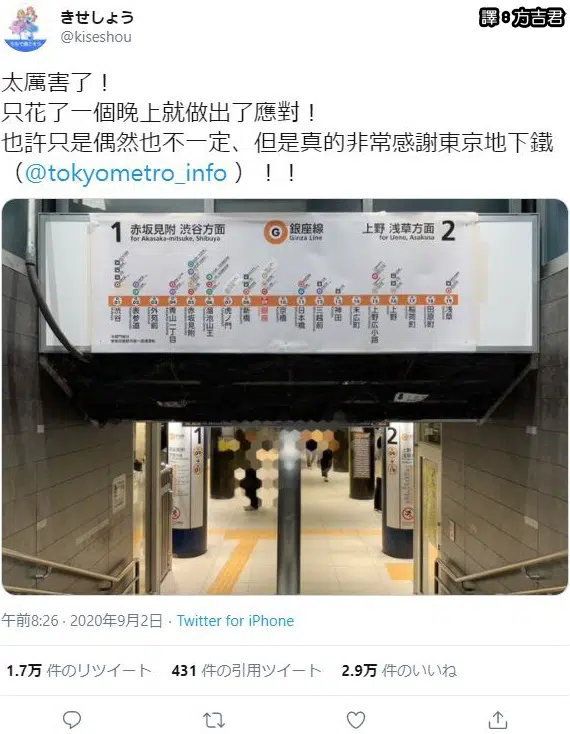 きせしょう
@kiseshou
譯:方吉君
太厲害了！
只花了一個晚上就做出了應對！
也許只是偶然也不一定、但是真的非常感謝東京地下鐵
（@tokyometro_info ）！！
1 赤坂見附 渋谷方面
for Akasaka-mitsuke, Shibuya
G 銀座線
Ginza Line
上野 浅草方面 2
for Ueno, Asakusa
渋谷
表参道
外苑前
青山一丁目
赤坂見附
溜池山王
虎ノ門
新橋
銀座
京橋
日本橋
三越前
神田
末広町
上野広小路
上野
稲荷町
田原町
浅草
1
2
午前8:26 · 2020年9月2日 · Twitter for iPhone
1.7万 件のリツイート 431 件の引用ツイート 2.9万 件のいいね